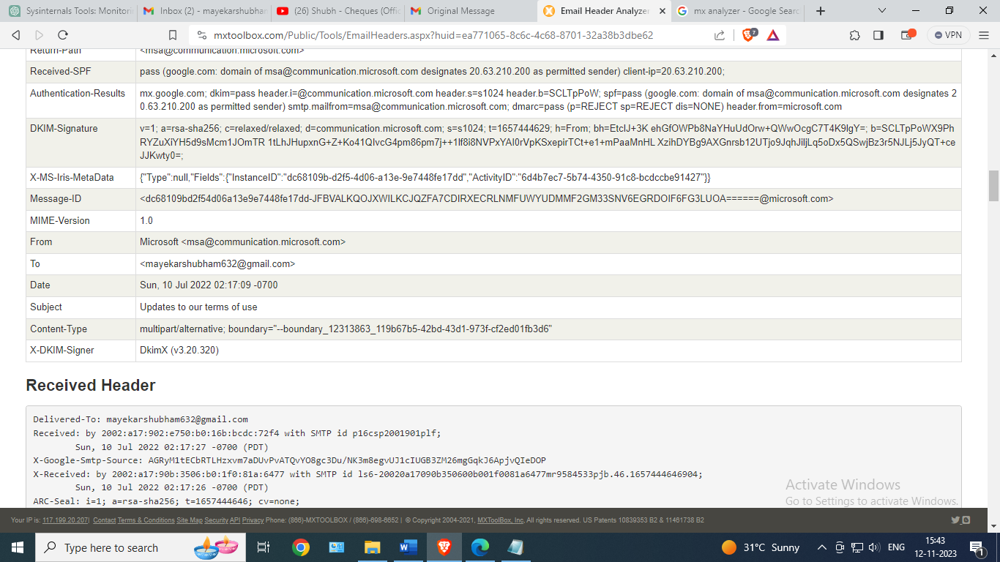 Sysinternals Tools: Monitori
Inbox (2) - mayekarshubhan
(26) Shubh - Cheques (Offic
Original Message
Email Header Analyzer
mx analyzer - Google Searc
mxtoolbox.com/Public/Tools/EmailHeaders.aspx?huid=ea771065-8c6c-4c68-8701-32a38b3dbe62
7
VPN
Return-Path <msa@communication.microsoft.com>
Received-SPF pass (google.com: domain of msa@communication.microsoft.com designates 20.63.210.200 as permitted sender) client-ip=20.63.210.200;
Authentication-Results mx.google.com; dkim=pass header.i=@communication.microsoft.com header.s=s1024 header.b=SCLTpPoW; spf=pass (google.com: domain of msa@communication.microsoft.com designates 2
0.63.210.200 as permitted sender) smtp.mailfrom=msa@communication.microsoft.com; dmarc=pass (p=REJECT sp=REJECT dis=NONE) header.from=microsoft.com
DKIM-Signature v=1; a=rsa-sha256; c=relaxed/relaxed; d=communication.microsoft.com; s=s1024; t=1657444629; h=From; bh=EtcIJ+3K ehGfOWPb8NaYHuUdOrw+QWwOcgC7T4K9lgY=; b=SCLTpPoWX9Ph
RYZuXiYH5d9sMcm1JOmTR 1tLhJHupxnG+Z+Ko41QIvcG4pm86pm7j++1If8i8NVPxYAI0rVpKSxepirTCt+e1+mPaaMnHL XzihDYBg9AXGnrsb12UTjo9JqhJiljLq5oDx5QSwjBz3r5NJLj5JyQT+ce
JJKwty0=;
X-MS-Iris-MetaData {"Type":null,"Fields":{"InstanceID":"dc68109b-d2f5-4d06-a13e-9e7448fe17dd","ActivityID":"6d4b7ec7-5b74-4350-91c8-bcdccbe91427"}}
Message-ID <dc68109bd2f54d06a13e9e7448fe17dd-JFBVALKQOJXWILKCJQZFA7CDIRXECRLNMFUWYUDMMF2GM33SNV6EGRDOIF6FG3LUOA======@microsoft.com>
MIME-Version 1.0
From Microsoft <msa@communication.microsoft.com>
To <mayekarshubham632@gmail.com>
Date Sun, 10 Jul 2022 02:17:09 -0700
Subject Updates to our terms of use
Content-Type multipart/alternative; boundary="--boundary_12313863_119b67b5-42bd-43d1-973f-cf2ed01fb3d6"
X-DKIM-Signer DkimX (v3.20.320)
Received Header
Delivered-To: mayekarshubham632@gmail.com
Received: by 2002:a17:902:e750:b0:16b:bcdc:72f4 with SMTP id p16csp2001901plf;
Sun, 10 Jul 2022 02:17:27 -0700 (PDT)
X-Google-Smtp-Source: AGRyM1tECbRTLHzxvm7aDUvPvATQvYO8gc3Du/NK3m8egvUJ1cIUGB3ZM26mgGqkJ6ApjvQIeDOP
X-Received: by 2002:a17:90b:3506:b0:1f0:81a:6477 with SMTP id ls6-20020a17090b350600b001f0081a6477mr9584533pjb.46.1657444646904;
Sun, 10 Jul 2022 02:17:26 -0700 (PDT)
ARC-Seal: i=1; a=rsa-sha256; t=1657444646; cv=none;
Activate Windows
Go to Settings to activate Windows.
Your IP is: 117.199.20.207| Contact Terms & Conditions Site Map Security API Privacy Phone: (866)-MXTOOLBOX / (866)-698-6652 | © Copyright 2004-2021, MXToolBox, Inc, All rights reserved. US Patents 10839353 B2 & 11461738 B2
Type here to search
31°C Sunny
ENG
15:43
12-11-2023
1